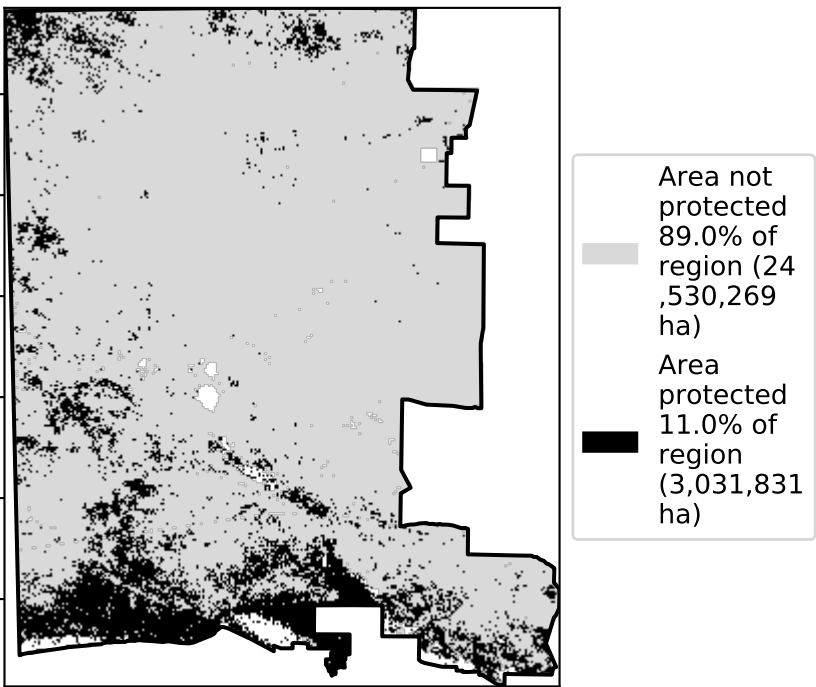 Area not
protected
89.0% of
region (24
,530,269
ha)
Area
protected
11.0% of
region
(3,031,831
ha)